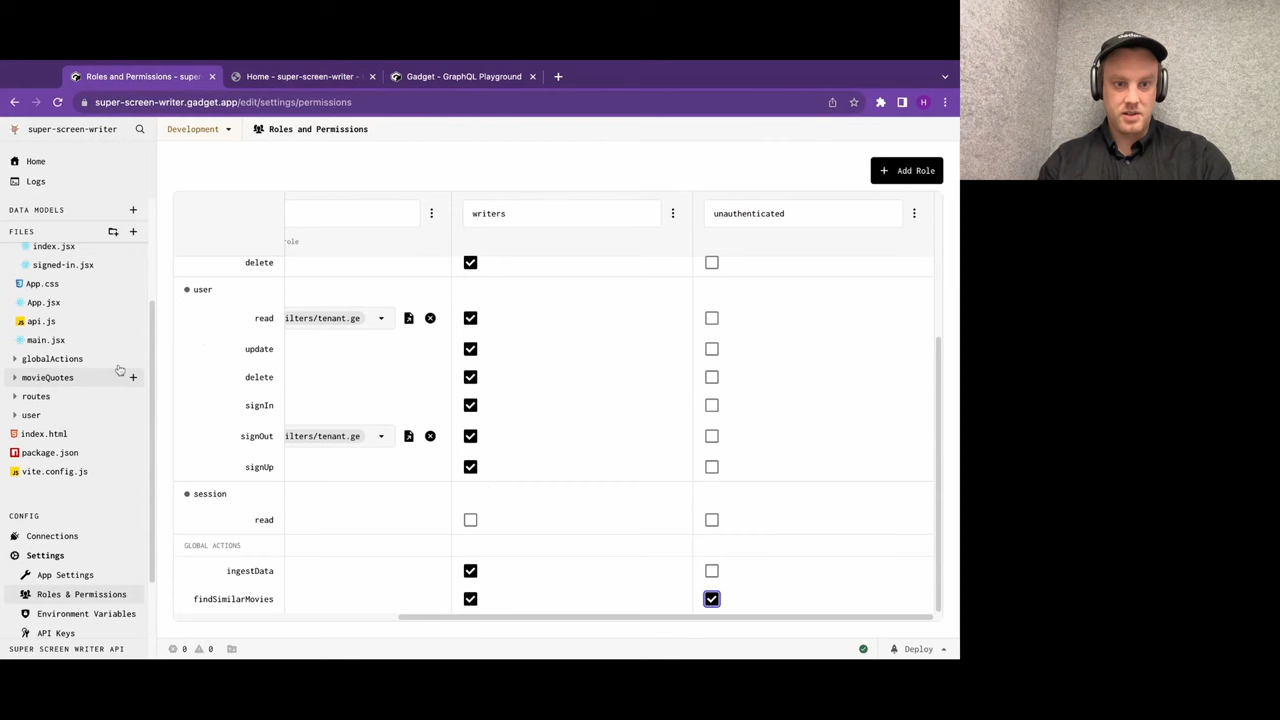 Roles and Permissions - super
Home - super-screen-writer -
Gadget - GraphQL Playground
super-screen-writer.gadget.app/edit/settings/permissions
H
super-screen-writer
Development
Roles and Permissions
Home
Logs
DATA MODELS
FILES
index.jsx
signed-in.jsx
App.css
App.jsx
JS api.js
main.jsx
globalActions
movieQuotes
routes
user
index.html
package.json
JS vite.config.js
CONFIG
Connections
Settings
App Settings
Roles & Permissions
Environment Variables
API Keys
SUPER SCREEN WRITER API
+ Add Role
writers
unauthenticated
role
delete
user
read
ilters/tenant.ge
update
delete
signIn
signOut
ilters/tenant.ge
signUp
session
read
GLOBAL ACTIONS
ingestData
findSimilarMovies
0
0
Deploy